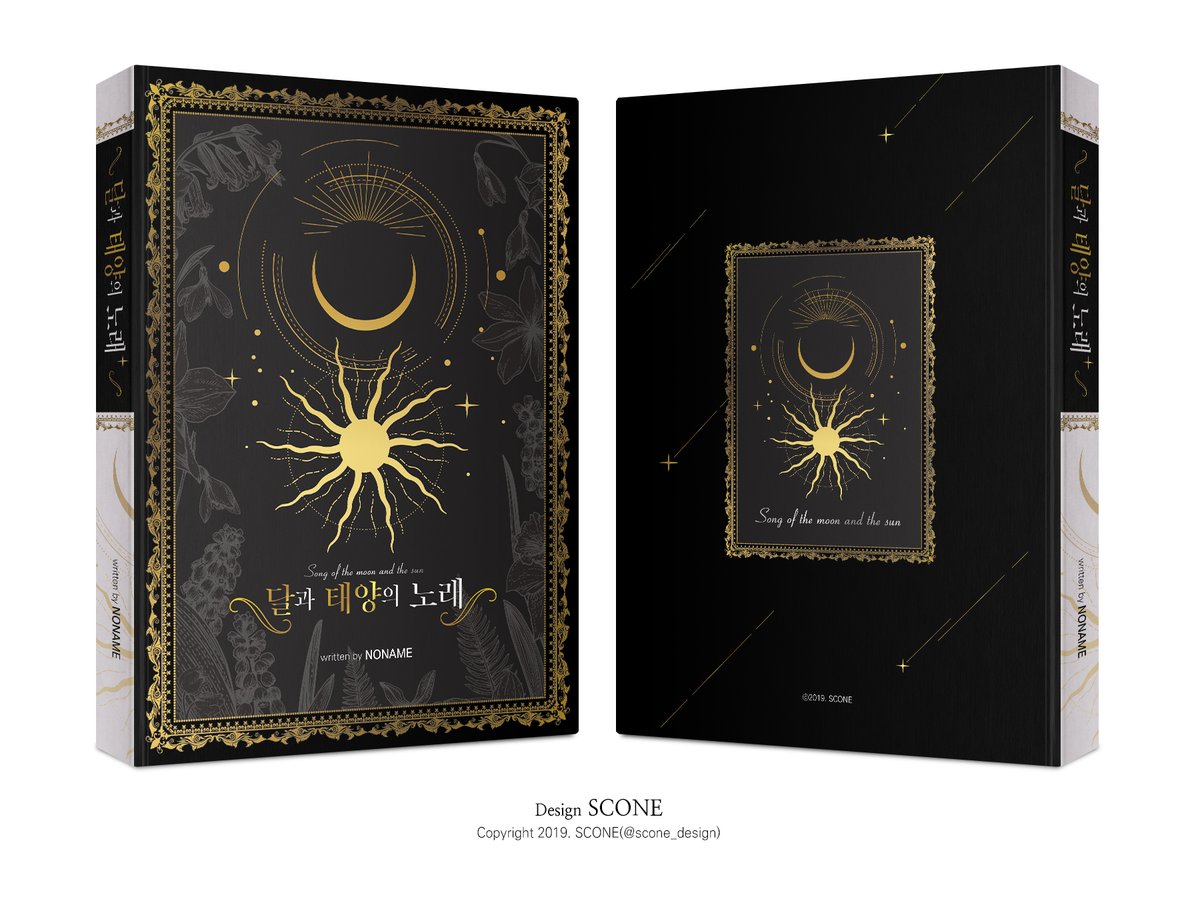 달과 태양의 노래
written by NONAME
Song of the moon and the sun
달과 태양의 노래
written by NONAME
Song of the moon and the sun
©2019. SCONE
달과 태양의 노래
written by NONAME
Design SCONE
Copyright 2019. SCONE(@scone_design)